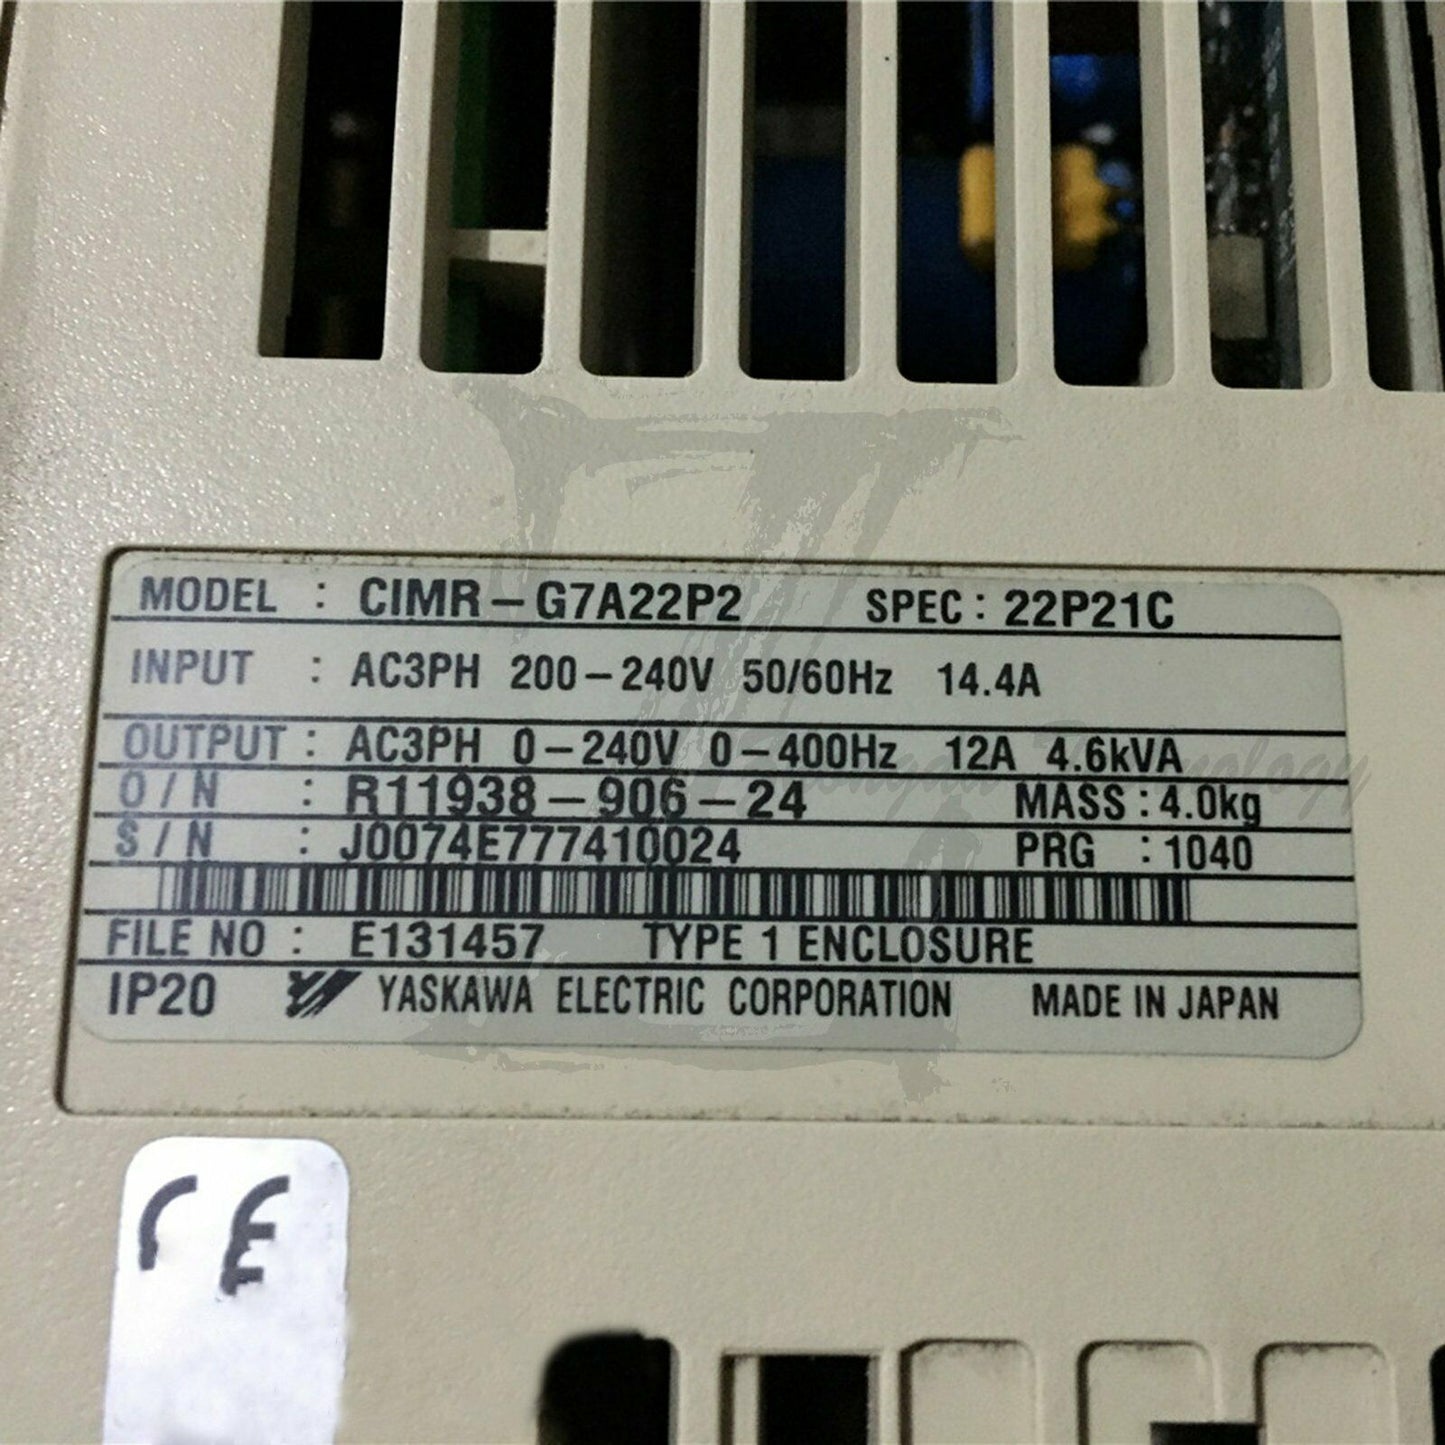 MODEL : CIMR-G7A22P2 SPEC : 22P21C
INPUT : AC3PH 200-240V 50/60Hz 14.4A
OUTPUT : AC3PH 0-240V 0-400Hz 12A 4.6kVA
O/N : R11938-906-24 MASS : 4.0kg
S/N : J0074E777410024 PRG : 1040
FILE NO : E131457 TYPE 1 ENCLOSURE
IP20 YASKAWA ELECTRIC CORPORATION MADE IN JAPAN
CE